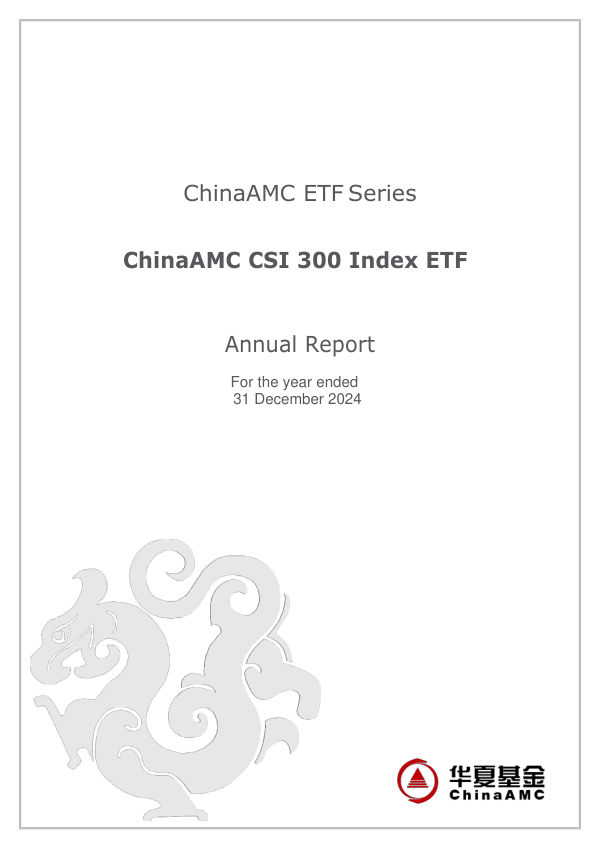 ChinaAMC ETF Series
ChinaAMC CSI 300 Index ETF
Annual Report
For the year ended
31 December 2024
华夏基金
ChinaAMC